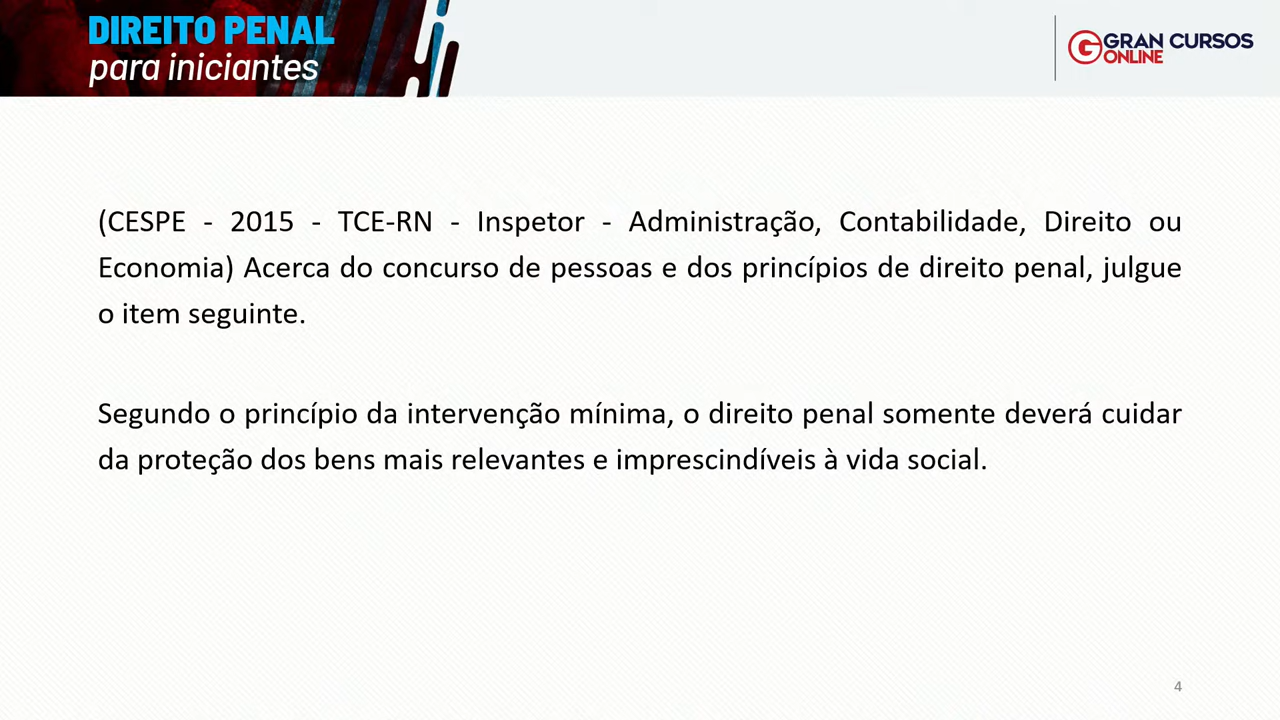 DIREITO PENAL
para iniciantes
GRAN CURSOS
ONLINE
(CESPE - 2015 - TCE-RN - Inspetor - Administração, Contabilidade, Direito ou
Economia) Acerca do concurso de pessoas e dos princípios de direito penal, julgue
o item seguinte.
Segundo o princípio da intervenção mínima, o direito penal somente deverá cuidar
da proteção dos bens mais relevantes e imprescindíveis à vida social.
4